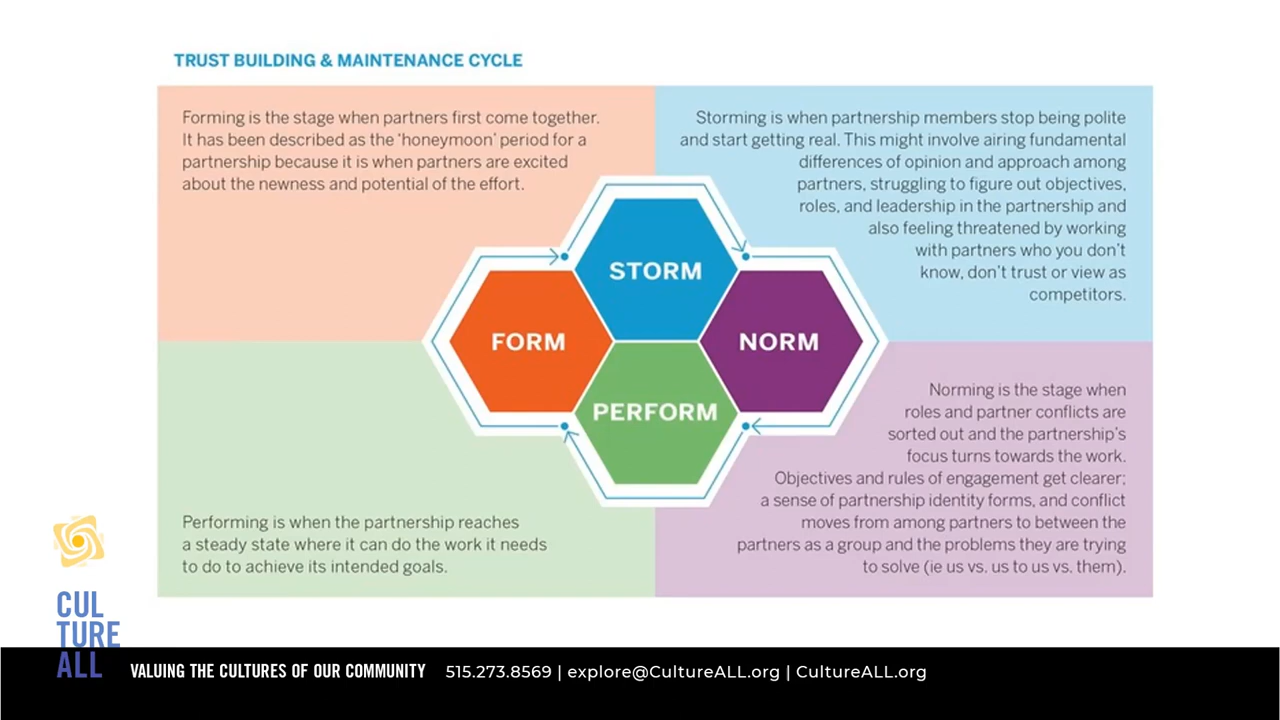 TRUST BUILDING & MAINTENANCE CYCLE
Forming is the stage when partners first come together.
It has been described as the ‘honeymoon’ period for a
partnership because it is when partners are excited
about the newness and potential of the effort.
Storming is when partnership members stop being polite
and start getting real. This might involve airing fundamental
differences of opinion and approach among
partners, struggling to figure out objectives,
roles, and leadership in the partnership and
also feeling threatened by working
with partners who you don’t
know, don’t trust or view as
competitors.
STORM
FORM
NORM
PERFORM
Norming is the stage when
roles and partner conflicts are
sorted out and the partnership’s
focus turns towards the work.
Objectives and rules of engagement get clearer;
a sense of partnership identity forms, and conflict
moves from among partners to between the
partners as a group and the problems they are trying
to solve (ie us vs. us to us vs. them).
Performing is when the partnership reaches
a steady state where it can do the work it needs
to do to achieve its intended goals.
CUL
TURE
ALL
VALUING THE CULTURES OF OUR COMMUNITY 515.273.8569 | explore@CultureALL.org | CultureALL.org